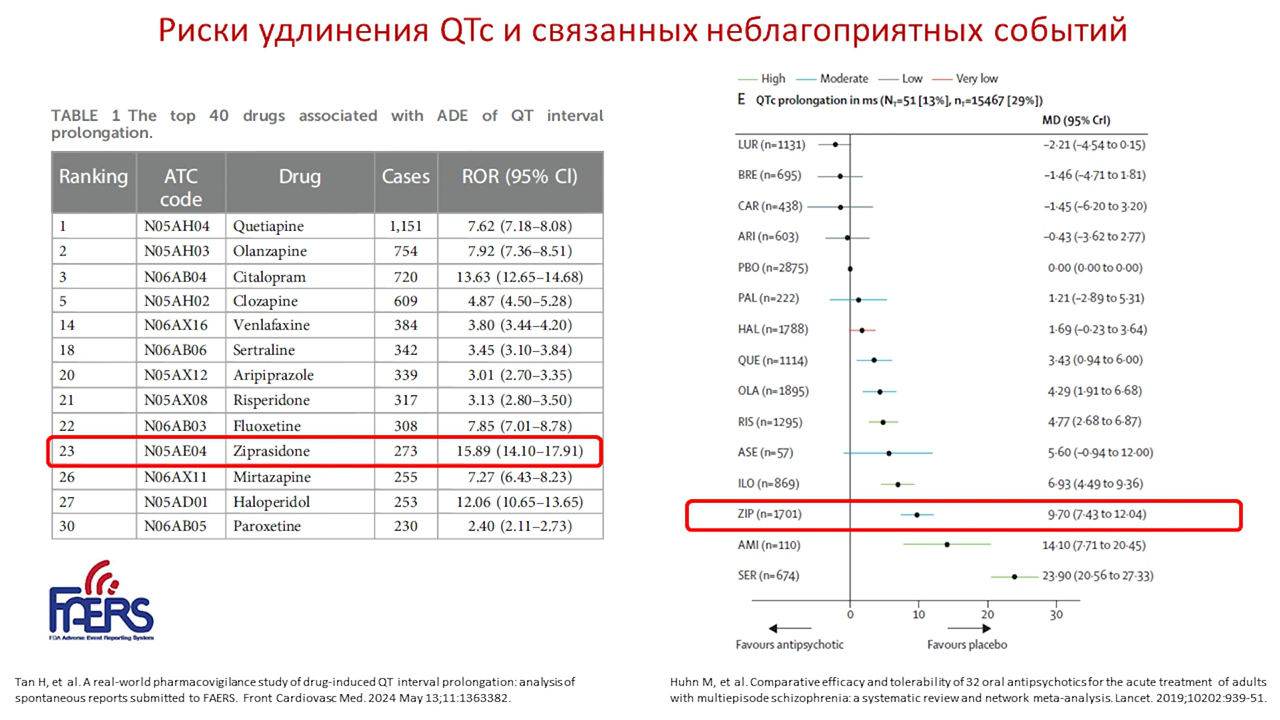 Риски удлинения QTc и связанных неблагоприятных событий
TABLE 1 The top 40 drugs associated with ADE of QT interval
prolongation.
Ranking ATC code Drug Cases ROR (95% Cl)
1 N05AH04 Quetiapine 1,151 7.62 (7.18–8.08)
2 N05AH03 Olanzapine 754 7.92 (7.36–8.51)
3 N06AB04 Citalopram 720 13.63 (12.65–14.68)
5 N05AH02 Clozapine 609 4.87 (4.50–5.28)
14 N06AX16 Venlafaxine 384 3.80 (3.44–4.20)
18 N06AB06 Sertraline 342 3.45 (3.10–3.84)
20 N05AX12 Aripiprazole 339 3.01 (2.70–3.35)
21 N05AX08 Risperidone 317 3.13 (2.80–3.50)
22 N06AB03 Fluoxetine 308 7.85 (7.01–8.78)
23 N05AE04 Ziprasidone 273 15.89 (14.10–17.91)
26 N06AX11 Mirtazapine 255 7.27 (6.43–8.23)
27 N05AD01 Haloperidol 253 12.06 (10.65–13.65)
30 N06AB05 Paroxetine 230 2.40 (2.11–2.73)
FAERS
FDA Adverse Event Reporting System
Tan H, et al. A real-world pharmacovigilance study of drug-induced QT interval prolongation: analysis of
spontaneous reports submitted to FAERS. Front Cardiovasc Med. 2024 May 13;11:1363382.
High Moderate Low Very low
E QTc prolongation in ms (NT=51 [13%], nT=15467 [29%])
MD (95% CrI)
LUR (n=1131) –2·21 (–4·54 to 0·15)
BRE (n=695) –1·46 (–4·71 to 1·81)
CAR (n=438) –1·45 (–6·20 to 3·20)
ARI (n=603) –0·43 (–3·62 to 2·77)
PBO (n=2875) 0·00 (0·00 to 0·00)
PAL (n=222) 1·21 (–2·89 to 5·31)
HAL (n=1788) 1·69 (–0·23 to 3·64)
QUE (n=1114) 3·43 (0·94 to 6·00)
OLA (n=1895) 4·29 (1·91 to 6·68)
RIS (n=1295) 4·77 (2·68 to 6·87)
ASE (n=57) 5·60 (–0·94 to 12·00)
ILO (n=869) 6·93 (4·49 to 9·36)
ZIP (n=1701) 9·70 (7·43 to 12·04)
AMI (n=110) 14·10 (7·71 to 20·45)
SER (n=674) 23·90 (20·56 to 27·33)
0 10 20 30
Favours antipsychotic Favours placebo
Huhn M, et al. Comparative efficacy and tolerability of 32 oral antipsychotics for the acute treatment of adults
with multiepisode schizophrenia: a systematic review and network meta-analysis. Lancet. 2019;10202:939-51.